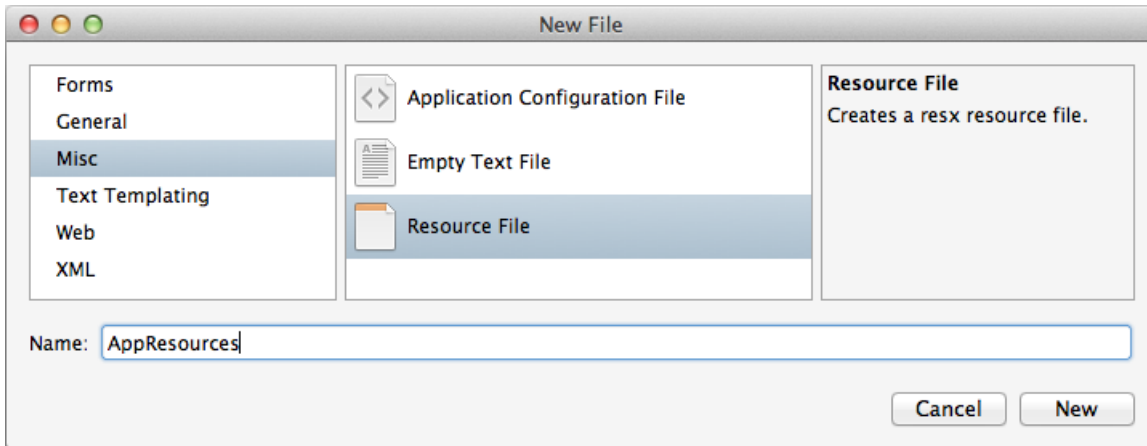 New File
Forms
General
Misc
Text Templating
Web
XML
Application Configuration File
Empty Text File
Resource File
Resource File
Creates a resx resource file.
Name: AppResources
Cancel
New